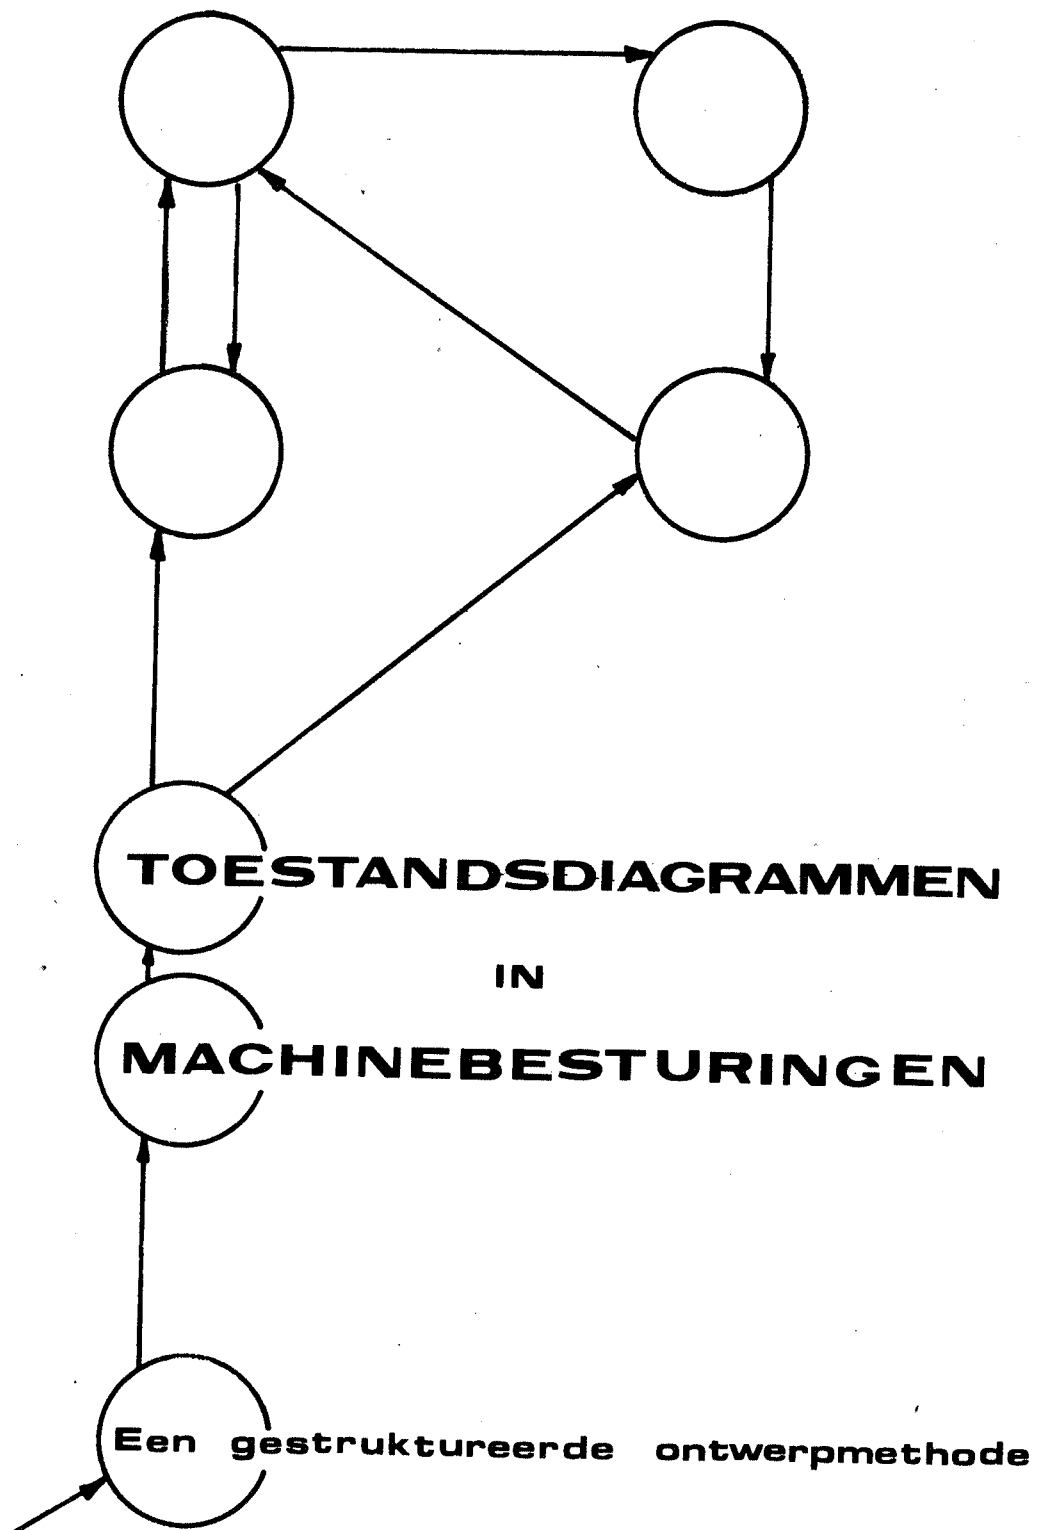 TOESTANDSDIAGRAMMEN
IN
MACHINEBESTURINGEN
Een gestruktureerde ontwerpmethode